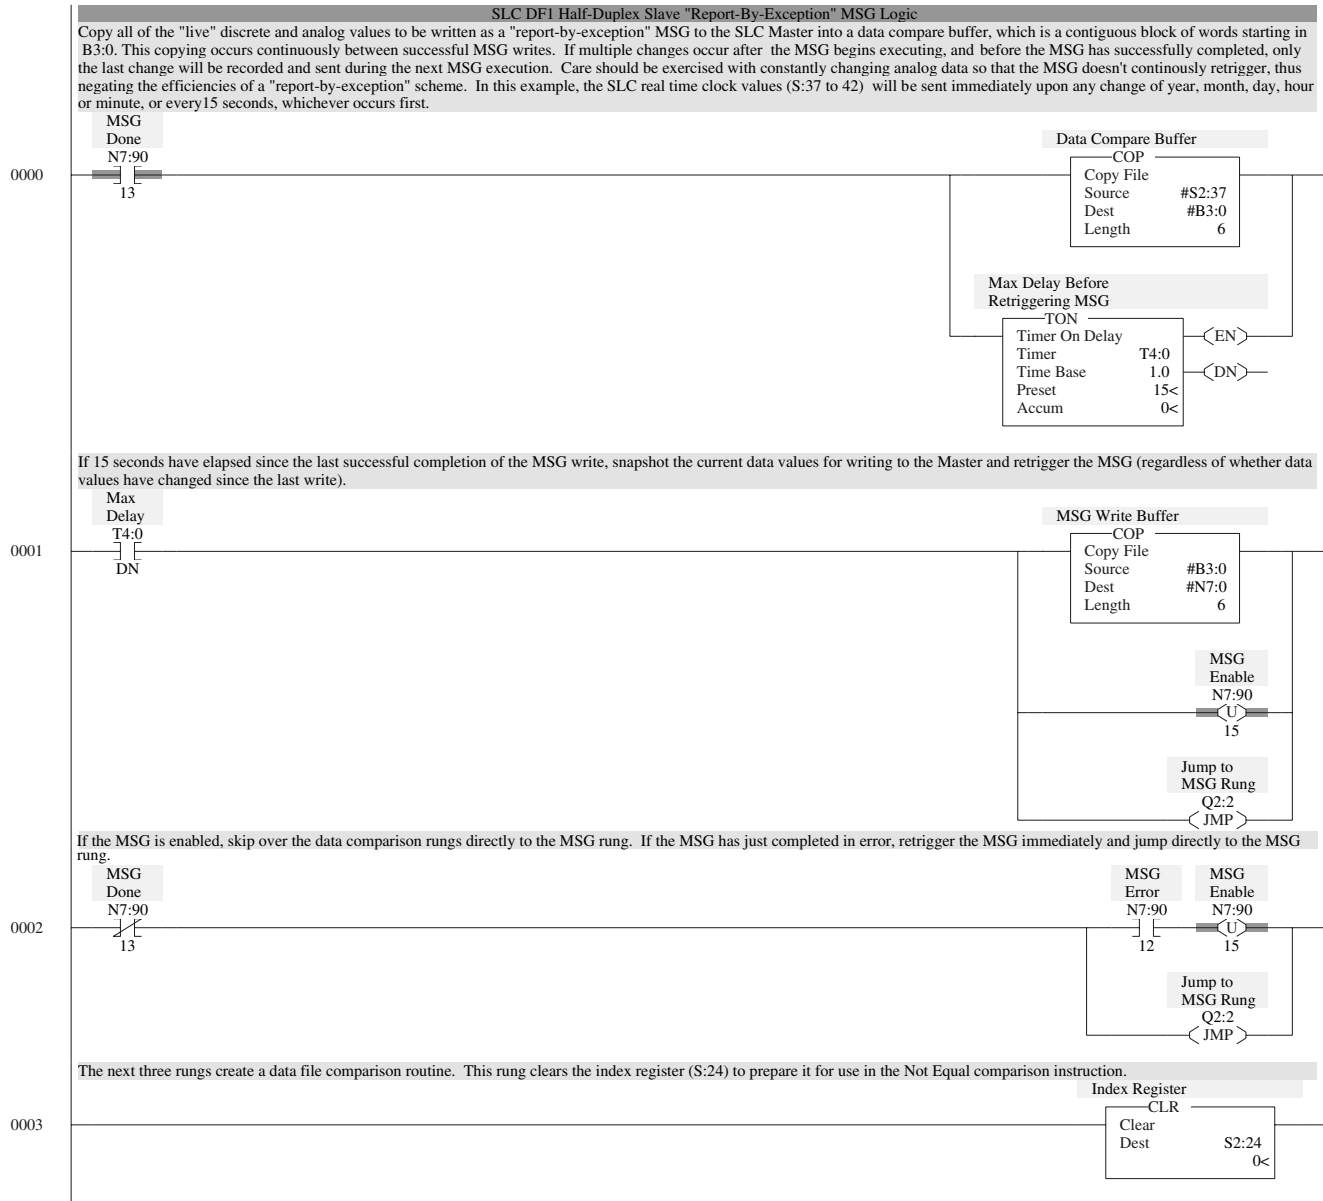 SLC DF1 Half-Duplex Slave "Report-By-Exception" MSG Logic
Copy all of the "live" discrete and analog values to be written as a "report-by-exception" MSG to the SLC Master into a data compare buffer, which is a contiguous block of words starting in
B3:0. This copying occurs continuously between successful MSG writes. If multiple changes occur after the MSG begins executing, and before the MSG has successfully completed, only
the last change will be recorded and sent during the next MSG execution. Care should be exercised with constantly changing analog data so that the MSG doesn't continously retrigger, thus
negating the efficiencies of a "report-by-exception" scheme. In this example, the SLC real time clock values (S:37 to 42) will be sent immediately upon any change of year, month, day, hour
or minute, or every15 seconds, whichever occurs first.
MSG
Done
N7:90
13
0000
Data Compare Buffer
COP
Copy File
Source #S2:37
Dest #B3:0
Length 6
Max Delay Before
Retriggering MSG
TON
Timer On Delay
Timer T4:0
Time Base 1.0
Preset 15<
Accum 0<
EN
DN
If 15 seconds have elapsed since the last successful completion of the MSG write, snapshot the current data values for writing to the Master and retrigger the MSG (regardless of whether data
values have changed since the last write).
Max
Delay
T4:0
DN
0001
MSG Write Buffer
COP
Copy File
Source #B3:0
Dest #N7:0
Length 6
MSG
Enable
N7:90
U
15
Jump to
MSG Rung
Q2:2
JMP
If the MSG is enabled, skip over the data comparison rungs directly to the MSG rung. If the MSG has just completed in error, retrigger the MSG immediately and jump directly to the MSG
rung.
MSG
Done
N7:90
13
0002
MSG
Error
N7:90
12
MSG
Enable
N7:90
U
15
Jump to
MSG Rung
Q2:2
JMP
The next three rungs create a data file comparison routine. This rung clears the index register (S:24) to prepare it for use in the Not Equal comparison instruction.
0003
Index Register
CLR
Clear
Dest S2:24
0<